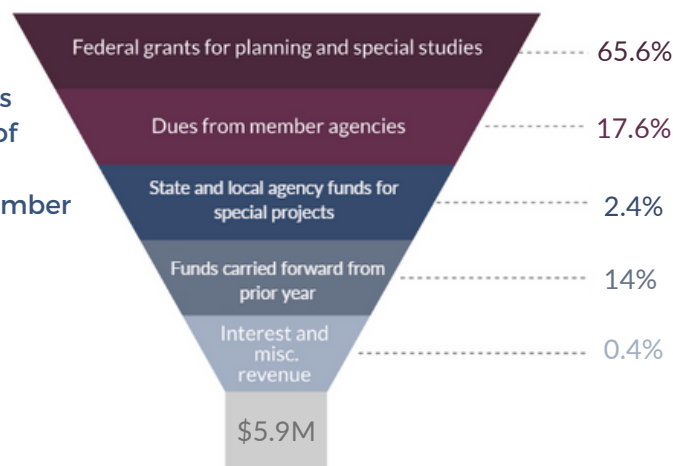 Federal grants for planning and special studies
65.6%
s
of
mber
Dues from member agencies
17.6%
State and local agency funds for
special projects
2.4%
Funds carried forward from
prior year
14%
Interest and
misc.
revenue
0.4%
$5.9M